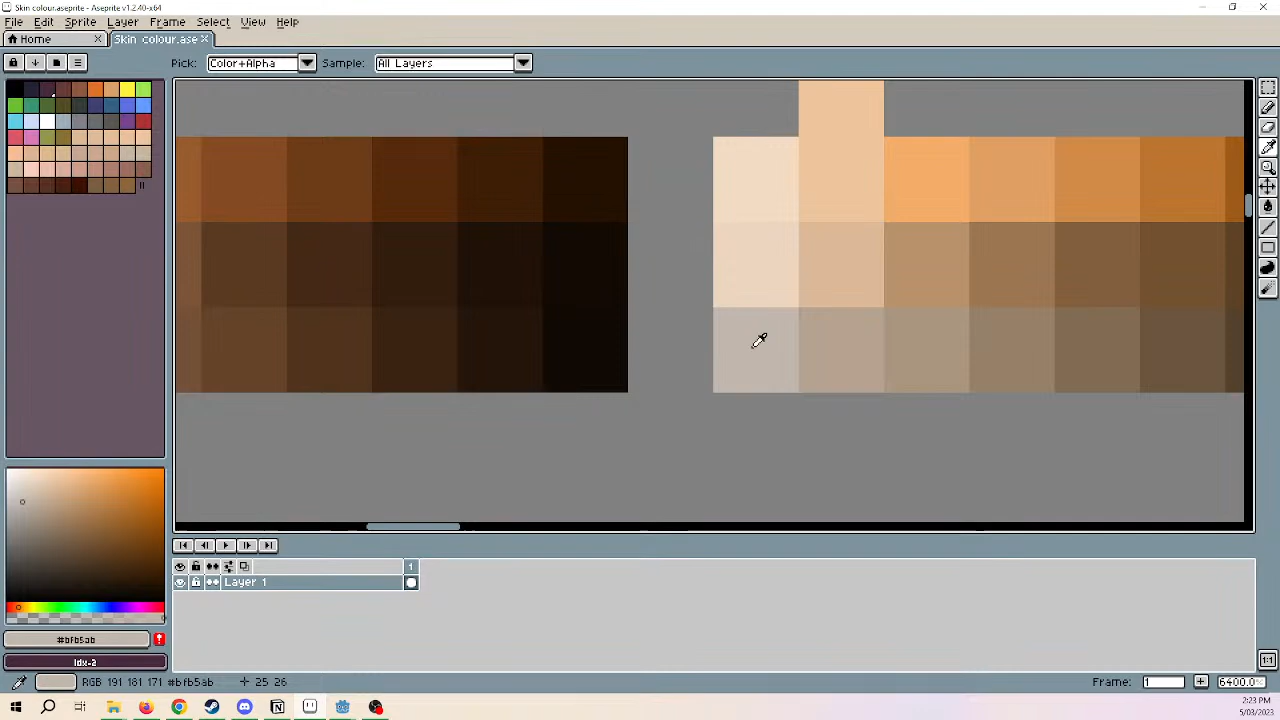 Skin colour.aseprite - Aseprite v1.2.40-x64
File Edit Sprite Layer Frame Select View Help
Home Skin colour.ase
Pick: Color+Alpha Sample: All Layers
1
Layer 1
#bfb5ab
Idx-2
1:1
RGB 191 181 171 #bfb5ab 25 26 Frame: 1 6400.0%
2:23 PM
5/03/2023